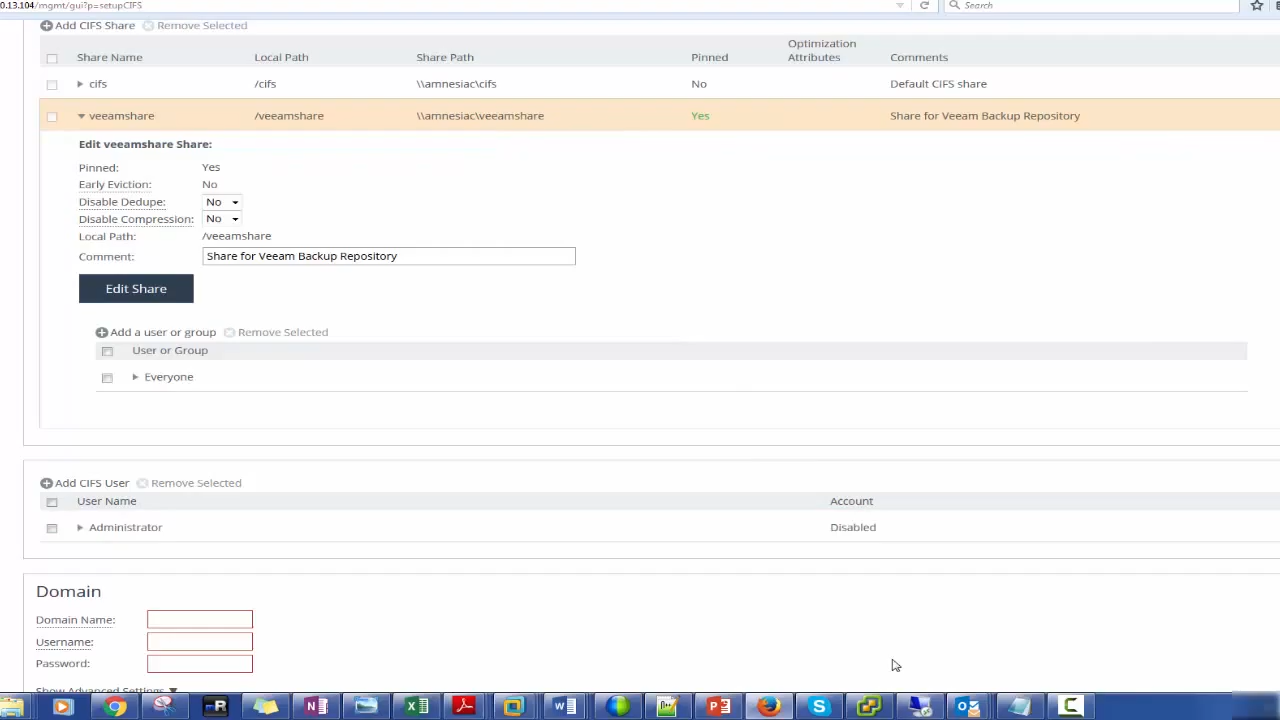 0.13.104/mgmt/gui?p=setupCIFS
Search
Add CIFS Share Remove Selected
Share Name Local Path Share Path Pinned Optimization Attributes Comments
cifs /cifs \\amnesiac\cifs No Default CIFS share
veeamshare /veeamshare \\amnesiac\veeamshare Yes Share for Veeam Backup Repository
Edit veeamshare Share:
Pinned: Yes
Early Eviction: No
Disable Dedupe: No
Disable Compression: No
Local Path: /veeamshare
Comment: Share for Veeam Backup Repository
Edit Share
Add a user or group Remove Selected
User or Group
Everyone
Add CIFS User Remove Selected
User Name Account
Administrator Disabled
Domain
Domain Name:
Username:
Password:
Show Advanced Settings